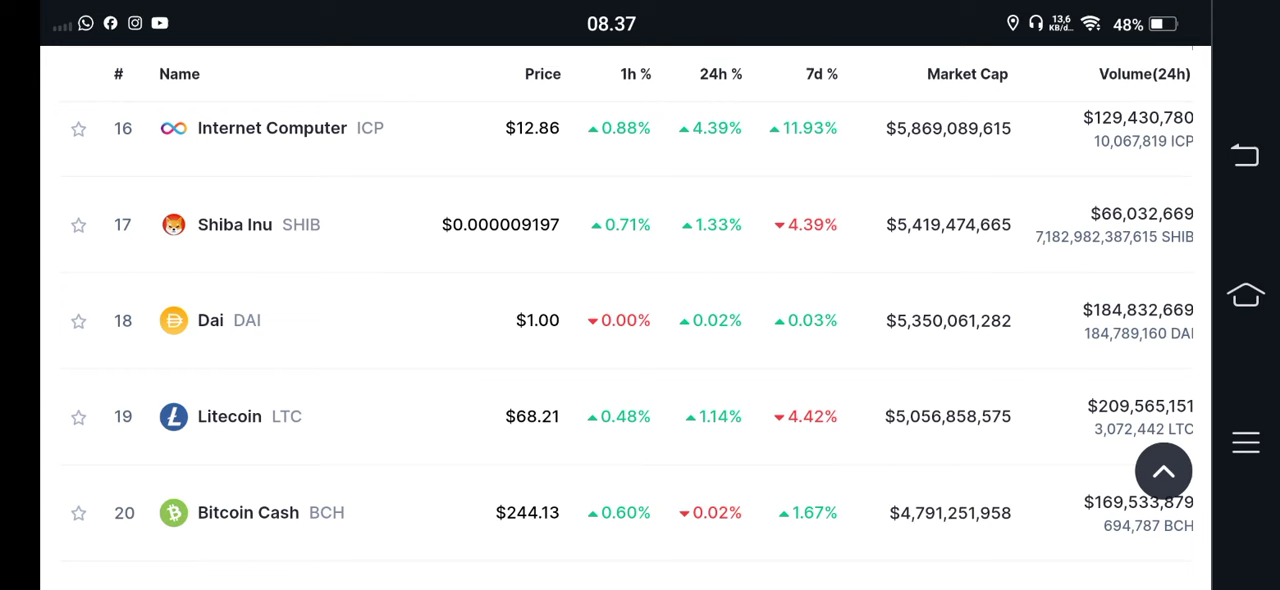 08.37
13,6
KB/d...
48%
# Name Price 1h % 24h % 7d % Market Cap Volume(24h)
16 Internet Computer ICP $12.86 0.88% 4.39% 11.93% $5,869,089,615 $129,430,780
10,067,819 ICP
17 Shiba Inu SHIB $0.000009197 0.71% 1.33% 4.39% $5,419,474,665 $66,032,669
7,182,982,387,615 SHIB
18 Dai DAI $1.00 0.00% 0.02% 0.03% $5,350,061,282 $184,832,669
184,789,160 DAI
19 Litecoin LTC $68.21 0.48% 1.14% 4.42% $5,056,858,575 $209,565,151
3,072,442 LTC
20 Bitcoin Cash BCH $244.13 0.60% 0.02% 1.67% $4,791,251,958 $169,533,879
694,787 BCH